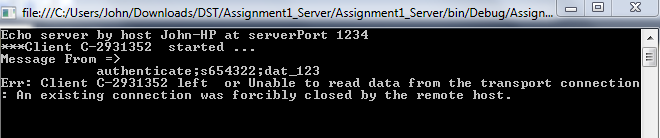 file:///C:/Users/John/Downloads/DST/Assignment1_Server/Assignment1_Server/bin/Debug/Assign...
Echo server by host John-HP at serverPort 1234
***Client C-2931352  started ...
Message From =>
authenticate;s654322;dat_123
Err: Client C-2931352 left  or Unable to read data from the transport connection
: An existing connection was forcibly closed by the remote host.